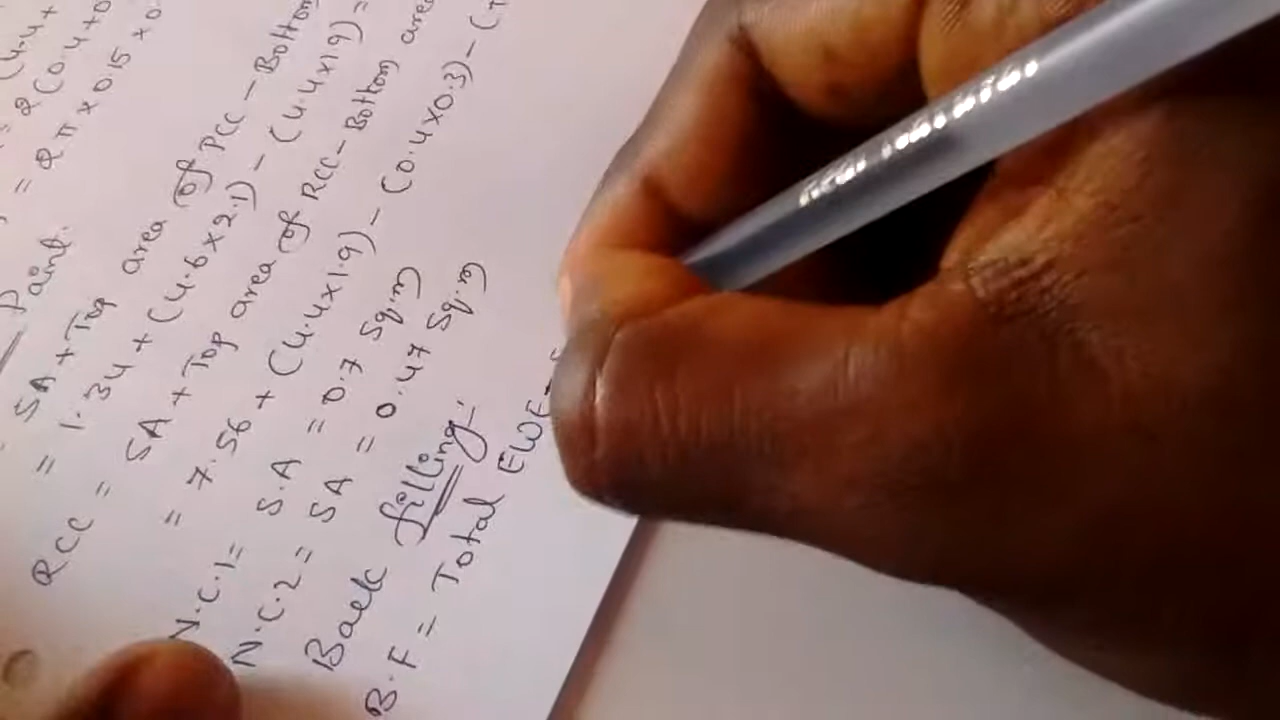 (4.4+
= 2(0.4+0
= 2π×0.15×0.
Paint.
SA+Top area of PCC-Bottom
= 1.34+(4.6×2.1)-(4.4×1.9)=
RCC = SA+Top area of RCC-Bottom area
= 7.56+(4.4×1.9)-(0.4×0.3)-(
N.C.1= S.A = 0.7 Sq.m
N.C.2= SA = 0.47 Sq.m
Back filling:-
B.F = Total EWE-